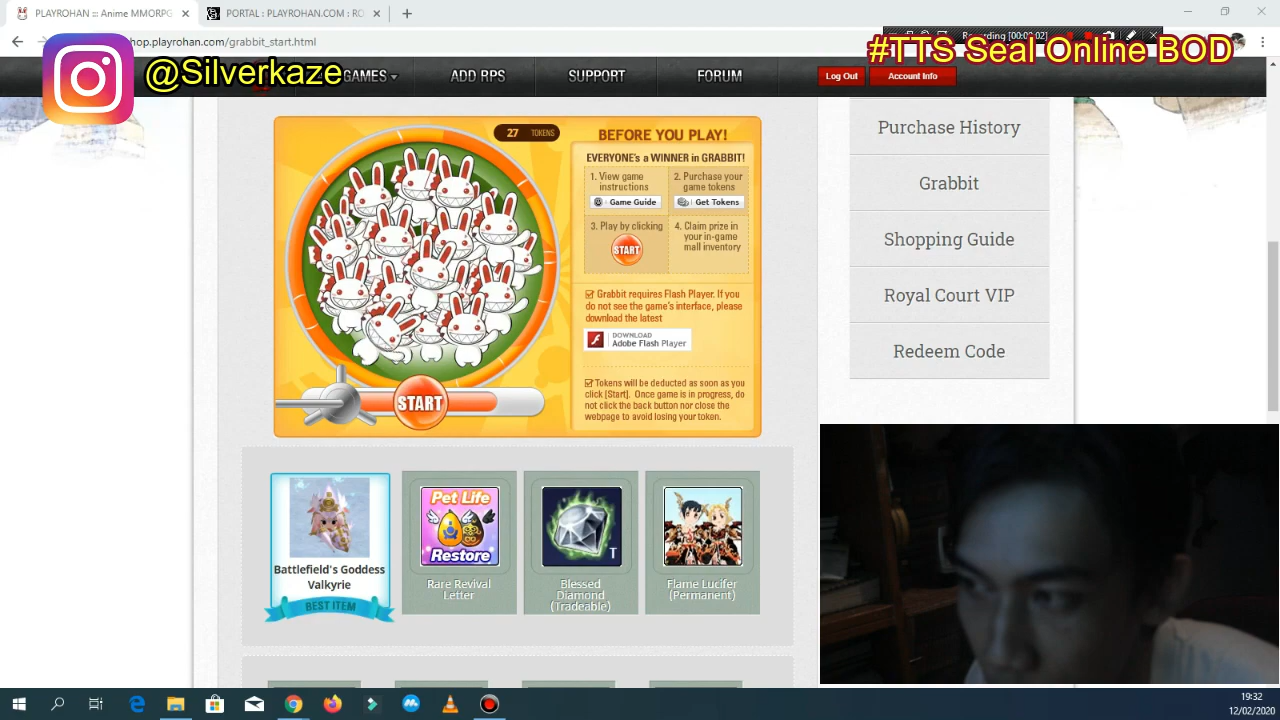 PLAYROHAN ::: Anime MMORPG
PORTAL : PLAYROHAN.COM : RO
hop.playrohan.com/grabbit_start.html
#TTS Seal Online BOD
@Silverkaze
GAMES
ADD RPS
SUPPORT
FORUM
Log Out
Account Info
27 TOKENS
BEFORE YOU PLAY!
EVERYONE's a WINNER in GRABBIT!
1. View game
instructions
Game Guide
2. Purchase your
game tokens
Get Tokens
3. Play by clicking
START
4. Claim prize in
your in-game
mall inventory
Grabbit requires Flash Player. If you
do not see the game's interface, please
download the latest
DOWNLOAD
Adobe Flash Player
Tokens will be deducted as soon as you
click [Start]. Once game is in progress, do
not click the back button nor close the
webpage to avoid losing your token.
START
Purchase History
Grabbit
Shopping Guide
Royal Court VIP
Redeem Code
Battlefield's Goddess
Valkyrie
BEST ITEM
Pet Life
Restore
Rare Revival
Letter
T
Blessed
Diamond
(Tradeable)
Flame Lucifer
(Permanent)
19:32
12/02/2020